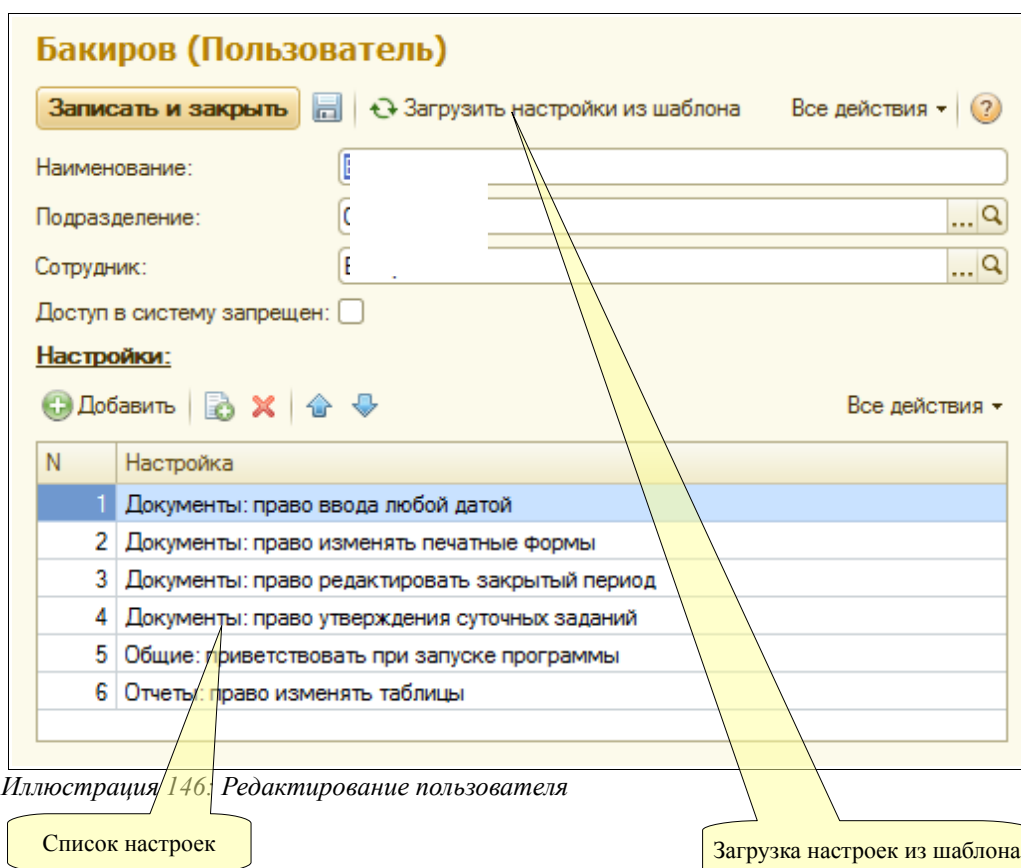 Бакиров (Пользователь)
Записать и закрыть Загрузить настройки из шаблона Все действия
Наименование:
Подразделение:
Сотрудник:
Доступ в систему запрещен:
Настройки:
Добавить Все действия
N Настройка
1 Документы: право ввода любой датой
2 Документы: право изменять печатные формы
3 Документы: право редактировать закрытый период
4 Документы: право утверждения суточных заданий
5 Общие: приветствовать при запуске программы
6 Отчеты: право изменять таблицы
Иллюстрация 146: Редактирование пользователя
Список настроек Загрузка настроек из шаблона